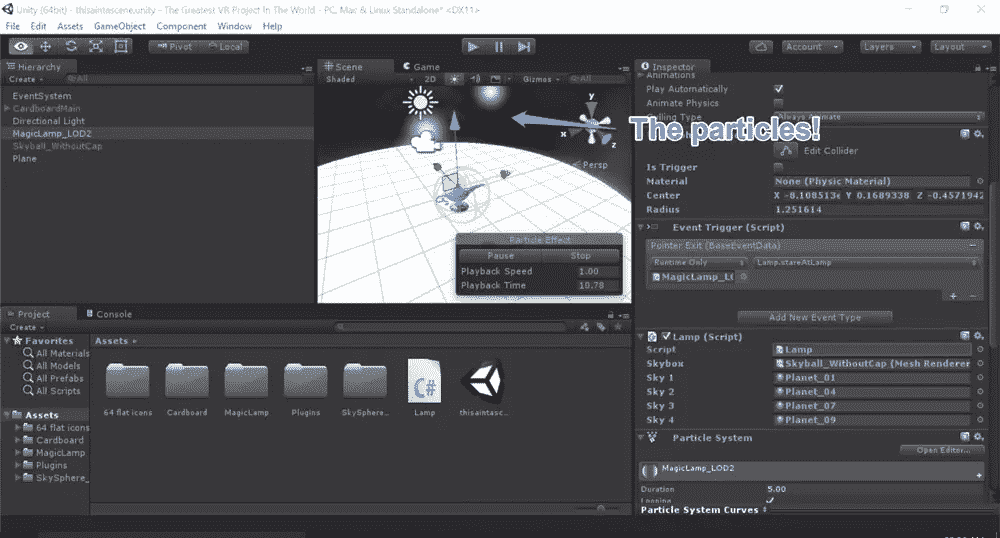 Unity (64bit) - thisaintascene.unity - The Greatest VR Project In The World - PC, Mac & Linux Standalone* <DX11>
File Edit Assets GameObject Component Window Help
Pivot Local
Account Layers Layout
Hierarchy
Create All
EventSystem
CardboardMain
Directional Light
MagicLamp_LOD2
Skyball_WithoutCap
Plane
Scene Game
Shaded 2D Gizmos All
y
x
z
Persp
The particles!
Particle Effect
Pause Stop
Playback Speed 1.00
Playback Time 10.78
Inspector
Animations
Play Automatically
Animate Physics
Culling Type Always Animate
Edit Collider
Is Trigger
Material None (Physic Material)
Center X -8.108513e Y 0.1689338 Z -0.4571942
Radius 1.251614
Event Trigger (Script)
Pointer Exit (BaseEventData)
Runtime Only Lamp.stareAtLamp
MagicLamp_LO
Add New Event Type
Lamp (Script)
Script Lamp
Skybox Skyball_WithoutCap (Mesh Renderer
Sky 1 Planet_01
Sky 2 Planet_04
Sky 3 Planet_07
Sky 4 Planet_09
Particle System
Open Editor...
MagicLamp_LOD2
Duration 5.00
Looping
Particle System Curves
Project Console
Create
Favorites
All Materials
All Models
All Prefabs
All Scripts
Assets
64 flat icons
Cardboard
MagicLamp
Plugins
SkySphere_
Assets
64 flat icons Cardboard MagicLamp Plugins SkySphere_... C# Lamp thisaintasc...